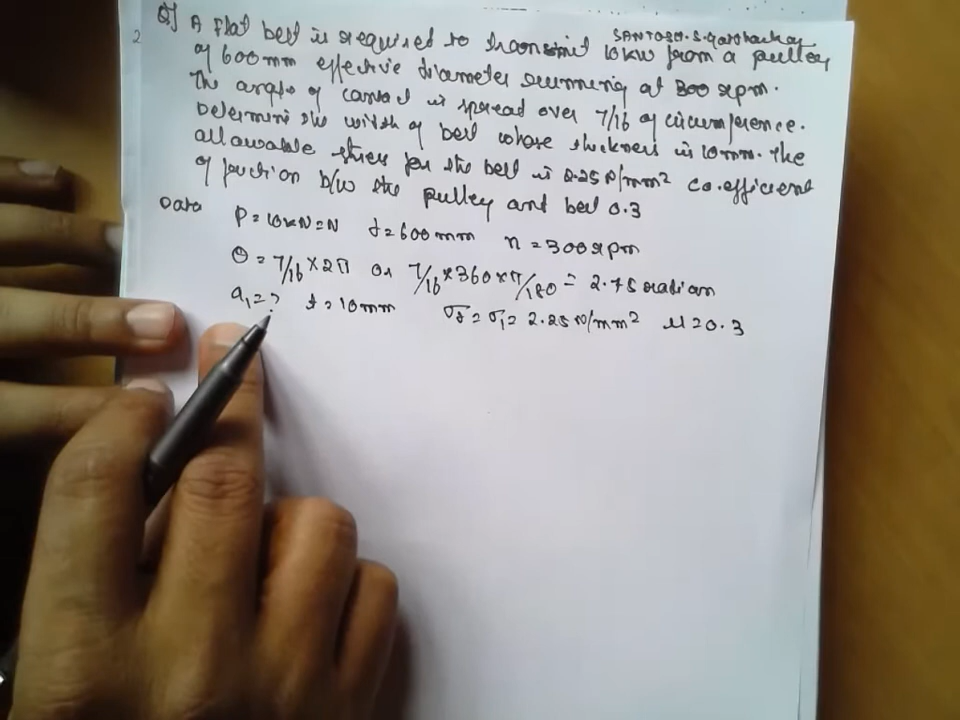 2
SANTOSO.S.
Q] A Flat belt is required to transmit 10kW from a pulley
of 600mm effective diameter running at 300 rpm.
The angle of contact is spread over 7/16 of circumference.
Determine the width of belt whose thickness is 10mm. The
allowable stress for the belt is 2.25 N/mm² co.efficient
of friction b/w the pulley and belt 0.3
Data P=10kN=N d=600mm n=300rpm
θ=7/16×2π Or 7/16×360×π/180=2.75 radian
a₁=? t=10mm σ₁= 2.25 N/mm² μ=0.3